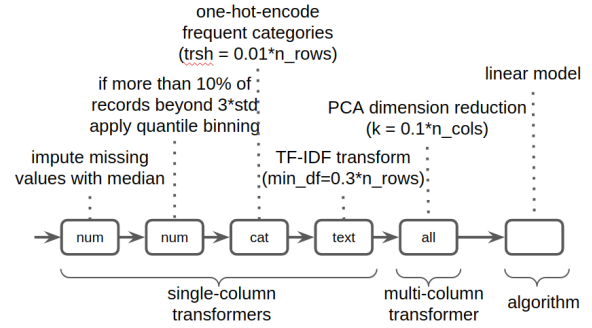 one-hot-encode
frequent categories
(trsh = 0.01*n_rows)
if more than 10% of
records beyond 3*std
apply quantile binning
linear model
PCA dimension reduction
(k = 0.1*n_cols)
impute missing
values with median
TF-IDF transform
(min_df=0.3*n_rows)
num
num
cat
text
all
single-column
transformers
multi-column
transformer
algorithm